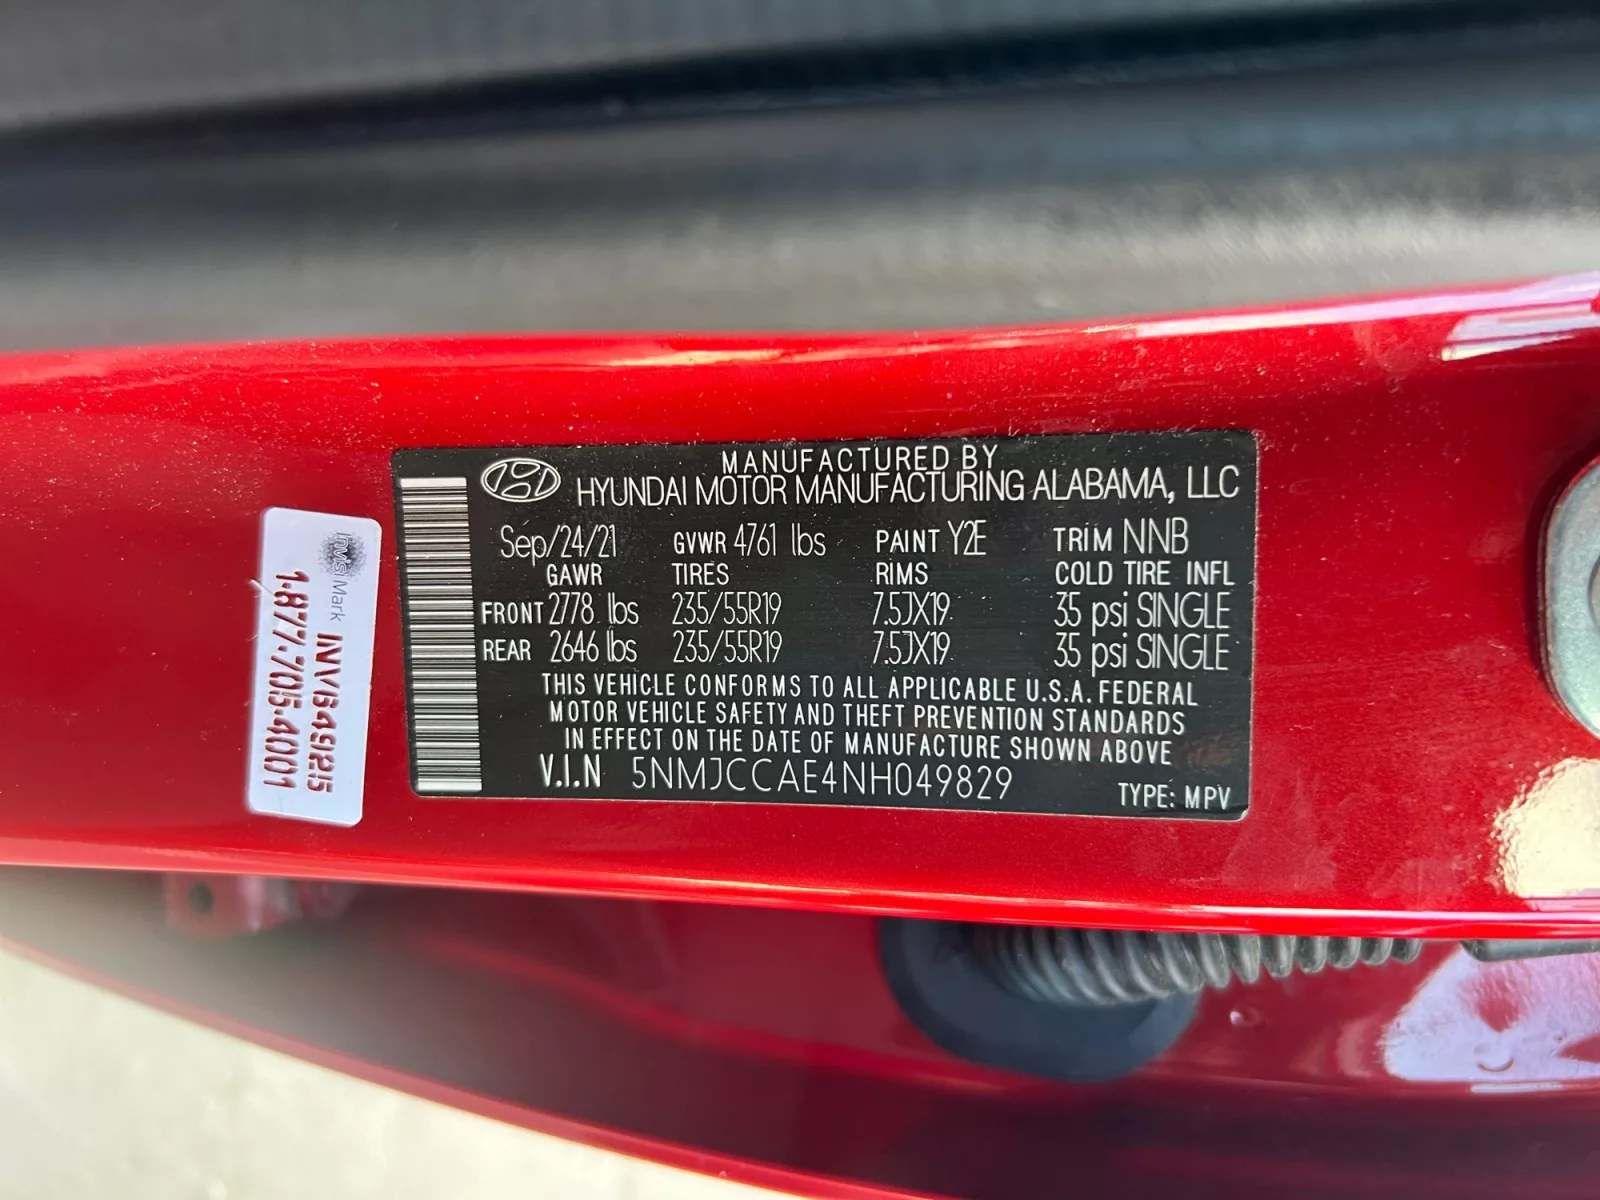 MANUFACTURED BY
HYUNDAI MOTOR MANUFACTURING ALABAMA, LLC
Sep/24/21 GVWR 4761 lbs PAINT Y2E TRIM NNB
GAWR TIRES RIMS COLD TIRE INFL
FRONT 2778 lbs 235/55R19 7.5JX19 35 psi SINGLE
REAR 2646 lbs 235/55R19 7.5JX19 35 psi SINGLE
THIS VEHICLE CONFORMS TO ALL APPLICABLE U.S.A. FEDERAL
MOTOR VEHICLE SAFETY AND THEFT PREVENTION STANDARDS
IN EFFECT ON THE DATE OF MANUFACTURE SHOWN ABOVE
V.I.N 5NMJCCAE4NH049829
TYPE: MPV
InvisiMark INV649125
1-877-705-4001